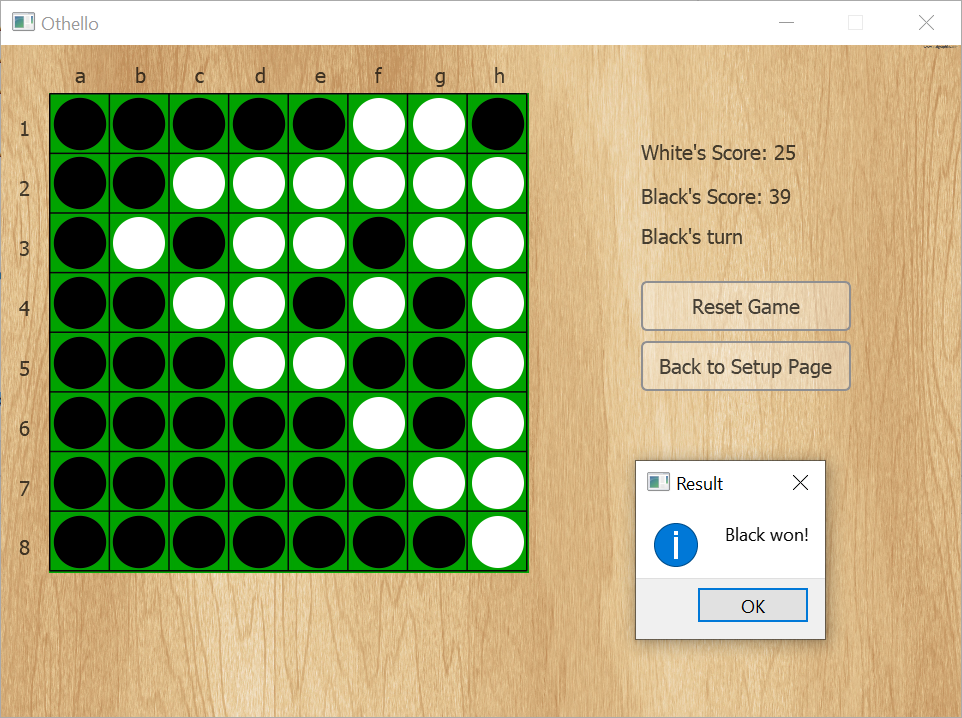 Othello
a b c d e f g h
1
2
3
4
5
6
7
8
White's Score: 25
Black's Score: 39
Black's turn
Reset Game
Back to Setup Page
Result
Black won!
OK